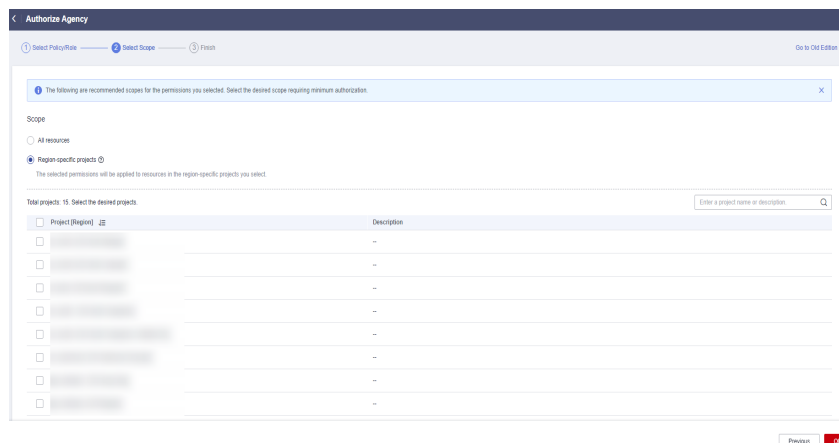 Authorize Agency
1 Select Policy/Role 2 Select Scope 3 Finish Go to Old Edition
The following are recommended scopes for the permissions you selected. Select the desired scope requiring minimum authorization.
Scope
All resources
Region-specific projects
The selected permissions will be applied to resources in the region-specific projects you select.
Total projects: 15. Select the desired projects. Enter a project name or description.
Project [Region] Description
--
--
--
--
--
--
--
--
Previous